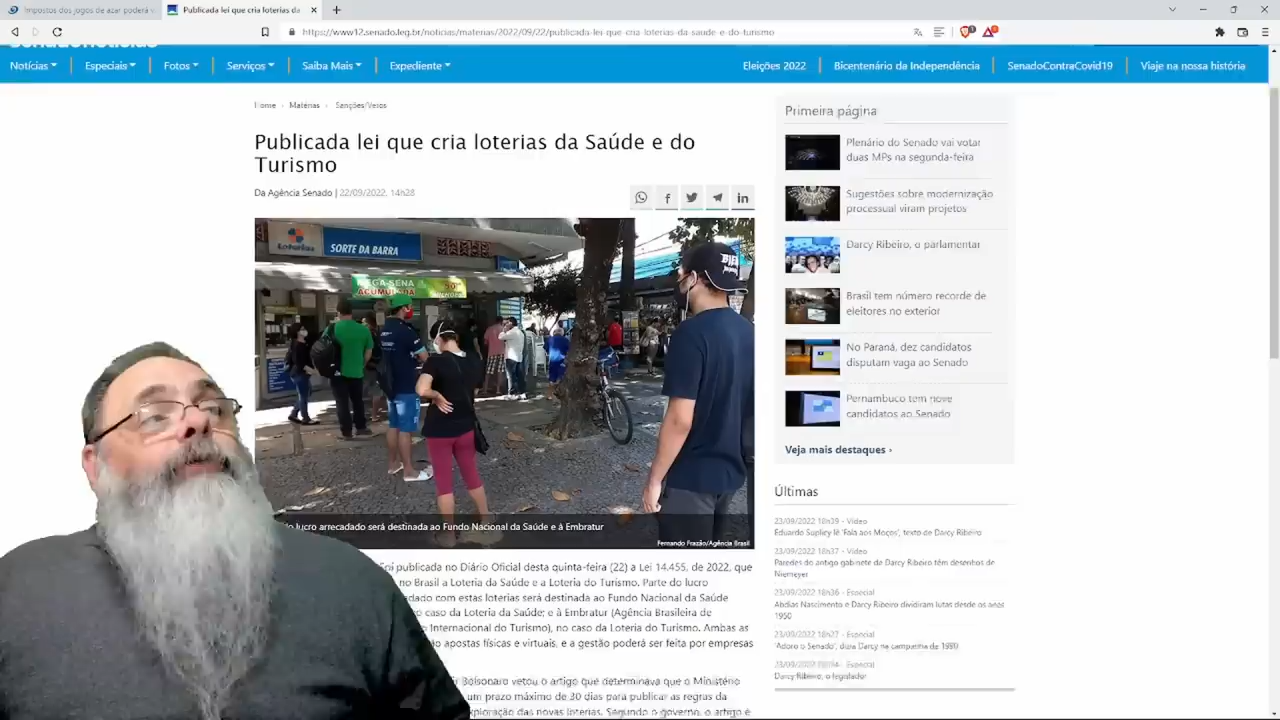 Impostos dos jogos de azar poderá v
Publicada lei que cria loterias da
https://www12.senado.leg.br/noticias/materias/2022/09/22/publicada-lei-que-cria-loterias-da-saude-e-do-turismo
Notícias
Especiais
Fotos
Serviços
Saiba Mais
Expediente
Eleições 2022
Bicentenário da Independência
SenadoContraCovid19
Viaje na nossa história
Home › Matérias › Sanções/Vetos
Publicada lei que cria loterias da Saúde e do
Turismo
Da Agência Senado | 22/09/2022, 14h28
Loterias
SORTE DA BARRA
MEGA-SENA
ACUMULADA
lucro arrecadado será destinada ao Fundo Nacional da Saúde e à Embratur
Fernando Frazão/Agência Brasil
Foi publicada no Diário Oficial desta quinta-feira (22) a Lei 14.455, de 2022, que
no Brasil a Loteria da Saúde e a Loteria do Turismo. Parte do lucro
com estas loterias será destinada ao Fundo Nacional da Saúde
no caso da Loteria da Saúde; e à Embratur (Agência Brasileira de
Internacional do Turismo), no caso da Loteria do Turismo. Ambas as
apostas físicas e virtuais, e a gestão poderá ser feita por empresas
Bolsonaro vetou o artigo que determinava que o Ministério
um prazo máximo de 30 dias para publicar as regras da
das novas loterias. Segundo o governo, o artigo é
Primeira página
Plenário do Senado vai votar
duas MPs na segunda-feira
Sugestões sobre modernização
processual viram projetos
Darcy Ribeiro, o parlamentar
Brasil tem número recorde de
eleitores no exterior
No Paraná, dez candidatos
disputam vaga ao Senado
Pernambuco tem nove
candidatos ao Senado
Veja mais destaques ›
Últimas
23/09/2022 18h39 - Vídeo
Eduardo Suplicy lê 'Fala aos Moços', texto de Darcy Ribeiro
23/09/2022 18h37 - Vídeo
Paredes do antigo gabinete de Darcy Ribeiro têm desenhos de
Niemeyer
23/09/2022 18h36 - Especial
Abdias Nascimento e Darcy Ribeiro dividiram lutas desde os anos
1950
23/09/2022 18h27 - Especial
'Adoro o Senado', dizia Darcy na campanha de 1990
23/09/2022 - Especial
Darcy Ribeiro, o legislador